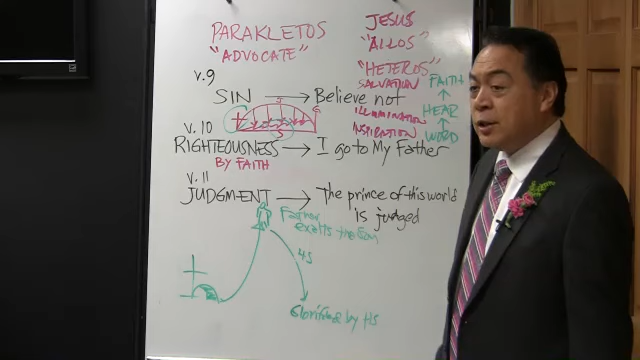 PARAKLETOS
"ADVOCATE"
JESUS
"ALLOS"
"HETEROS"
SALVATION
ILLUMINATION
INSPIRATION
FAITH
HEAR
WORD
v.9
SIN → Believe not
v.10
RIGHTEOUSNESS → I go to My Father
BY FAITH
v.11
JUDGMENT → The prince of this world
is judged
Father
exalts the Son
45
Glorified by HS